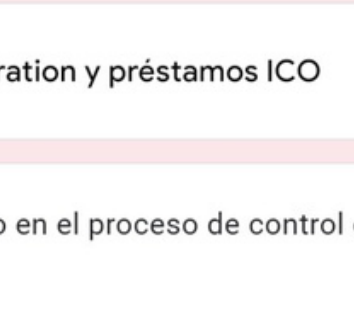 ration y préstamos ICO
en el proceso de control